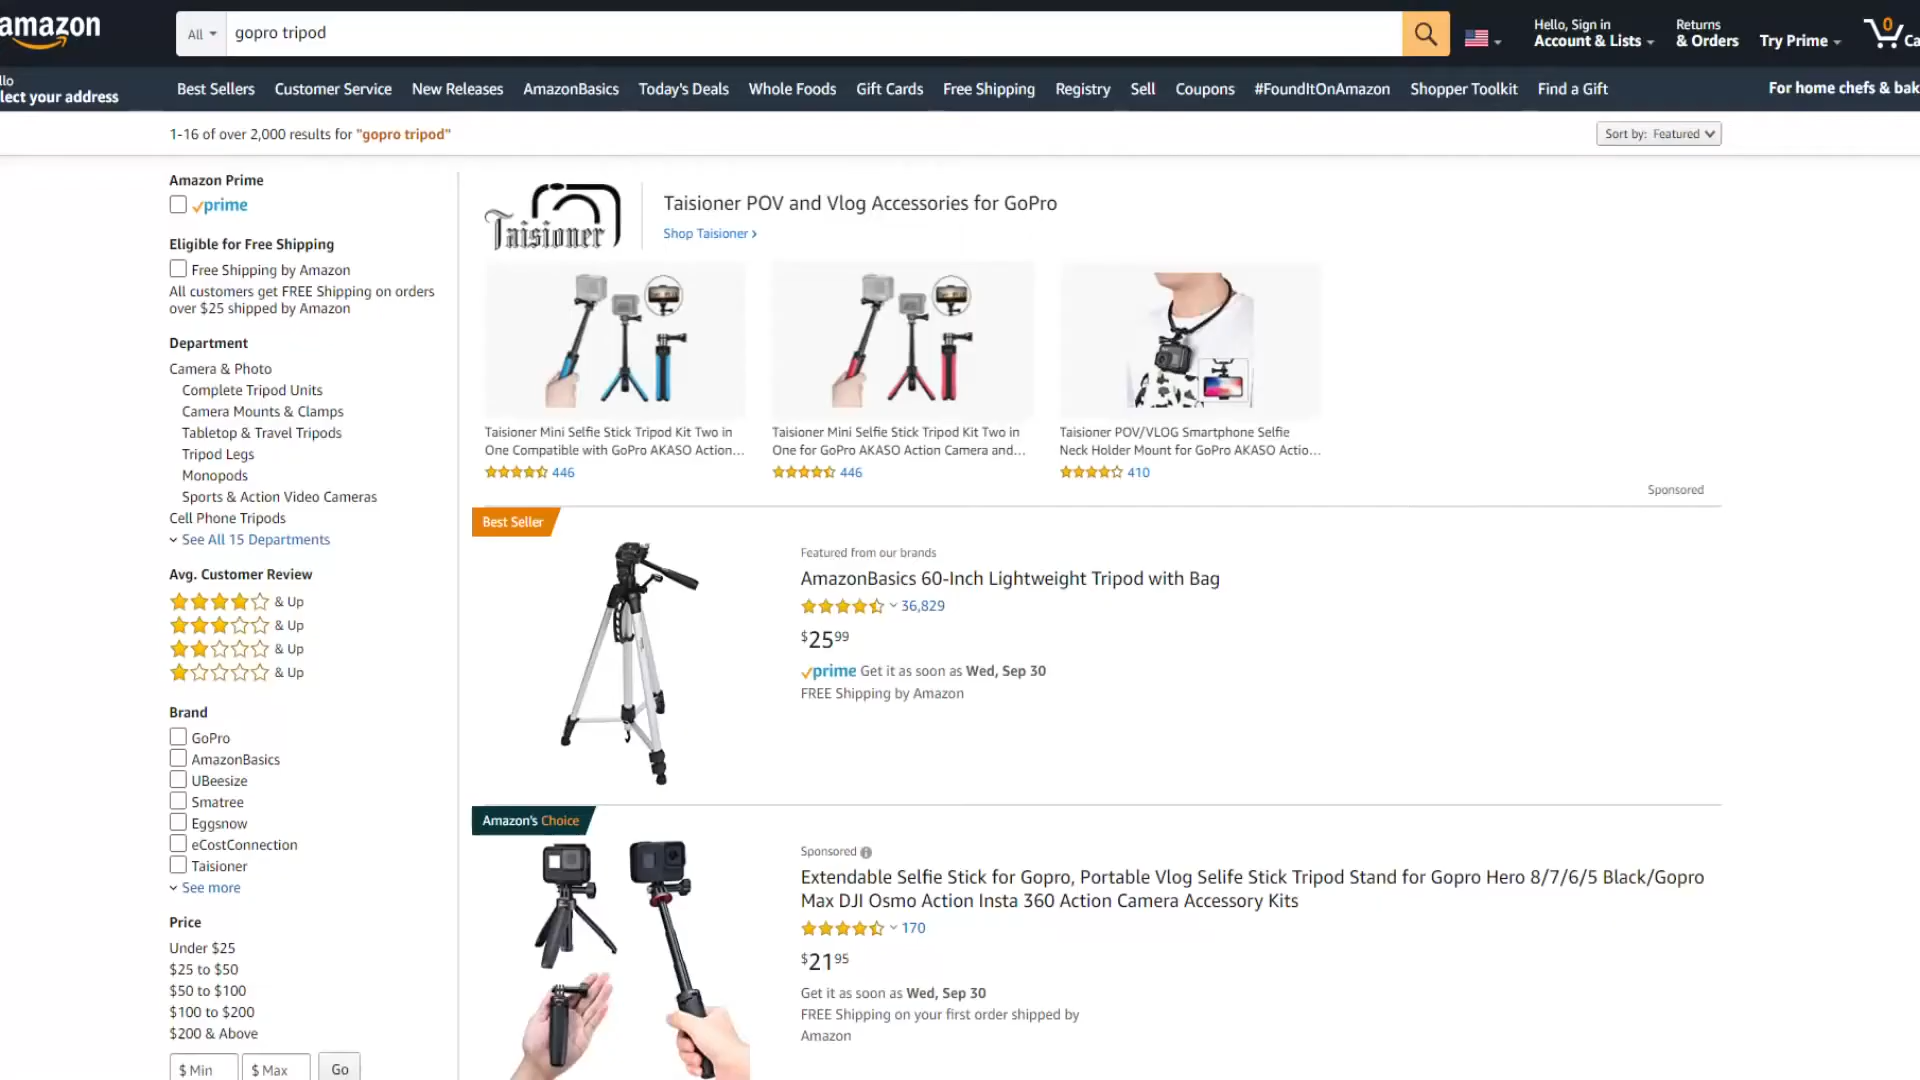 amazon
All
gopro tripod
Hello, Sign in
Account & Lists
Returns
& Orders
Try Prime
0
Ca
llo
lect your address
Best Sellers
Customer Service
New Releases
AmazonBasics
Today's Deals
Whole Foods
Gift Cards
Free Shipping
Registry
Sell
Coupons
#FoundItOnAmazon
Shopper Toolkit
Find a Gift
For home chefs & bak
1-16 of over 2,000 results for "gopro tripod"
Sort by: Featured
Amazon Prime
prime
Eligible for Free Shipping
Free Shipping by Amazon
All customers get FREE Shipping on orders
over $25 shipped by Amazon
Department
Camera & Photo
Complete Tripod Units
Camera Mounts & Clamps
Tabletop & Travel Tripods
Tripod Legs
Monopods
Sports & Action Video Cameras
Cell Phone Tripods
See All 15 Departments
Avg. Customer Review
& Up
& Up
& Up
& Up
Brand
GoPro
AmazonBasics
UBeesize
Smatree
Eggsnow
eCostConnection
Taisioner
See more
Price
Under $25
$25 to $50
$50 to $100
$100 to $200
$200 & Above
$ Min
$ Max
Go
Taisioner
Taisioner POV and Vlog Accessories for GoPro
Shop Taisioner ›
Taisioner Mini Selfie Stick Tripod Kit Two in
One Compatible with GoPro AKASO Action...
446
Taisioner Mini Selfie Stick Tripod Kit Two in
One for GoPro AKASO Action Camera and...
446
Taisioner POV/VLOG Smartphone Selfie
Neck Holder Mount for GoPro AKASO Actio...
410
Sponsored
Best Seller
Featured from our brands
AmazonBasics 60-Inch Lightweight Tripod with Bag
36,829
$2599
prime Get it as soon as Wed, Sep 30
FREE Shipping by Amazon
Amazon's Choice
Sponsored
Extendable Selfie Stick for Gopro, Portable Vlog Selife Stick Tripod Stand for Gopro Hero 8/7/6/5 Black/Gopro
Max DJI Osmo Action Insta 360 Action Camera Accessory Kits
170
$2195
Get it as soon as Wed, Sep 30
FREE Shipping on your first order shipped by
Amazon